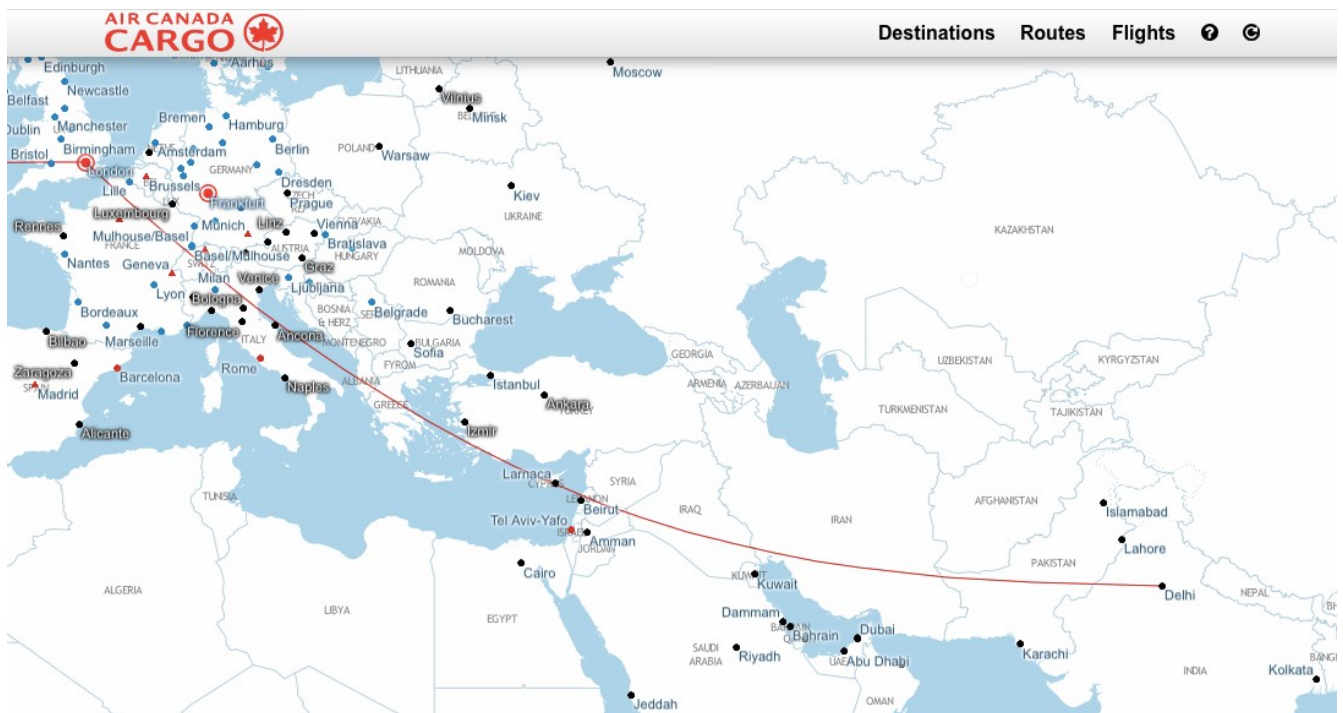 AIR CANADA
CARGO
Destinations Routes Flights
Edinburgh
Aarhus
LITHUANIA
Moscow
Newcastle
Vilnius
Belfast
Minsk
Dublin
Manchester
Bremen
Hamburg
Birmingham
Amsterdam
Berlin
POLAND
Warsaw
Bristol
London
GERMANY
Lille
Brussels
Dresden
Kiev
Frankfurt
Prague
Luxembourg
UKRAINE
Rennes
Munich
Linz
Vienna
SLOVAKIA
KAZAKHSTAN
Mulhouse/Basel
Bratislava
FRANCE
AUSTRIA
Basel/Mulhouse
HUNGARY
MOLDOVA
Nantes
Geneva
Graz
Milan
Venice
ROMANIA
Lyon
Ljubljana
Bologna
Bordeaux
BOSNIA
& HERZ
Belgrade
Bucharest
Bilbao
Marseille
Florence
Ancona
ITALY
MONTENEGRO
BULGARIA
Sofia
GEORGIA
UZBEKISTAN
KYRGYZSTAN
Zaragoza
Rome
FYROM
Barcelona
ALBANIA
Istanbul
ARMENIA
AZERBAIJAN
Madrid
Naples
Ankara
GREECE
TURKMENISTAN
TAJIKISTAN
Alicante
Izmir
Larnaca
CYPRUS
SYRIA
TUNISIA
LEBANON
AFGHANISTAN
Beirut
IRAQ
Islamabad
Tel Aviv-Yafo
IRAN
ISRAEL
Amman
JORDAN
Lahore
PAKISTAN
Cairo
KUWAIT
Kuwait
ALGERIA
LIBYA
EGYPT
Delhi
NEPAL
Dammam
Bahrain
Dubai
SAUDI
ARABIA
Riyadh
UAE
Abu Dhabi
Karachi
INDIA
Kolkata
Jeddah
OMAN